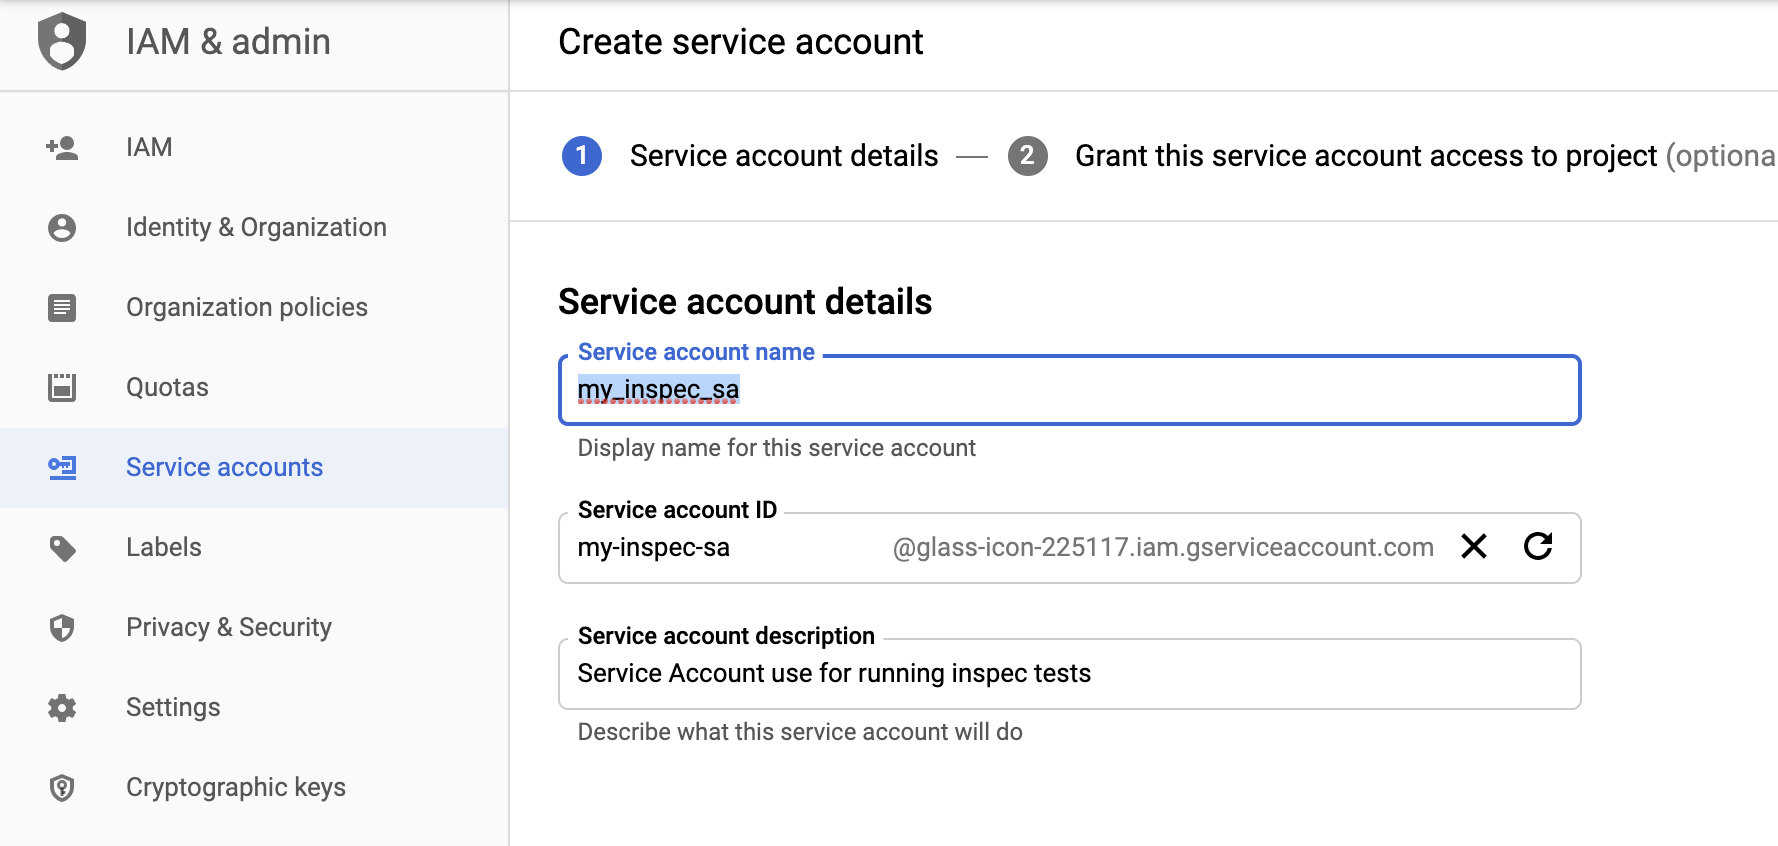 IAM & admin
Create service account
IAM
Identity & Organization
Organization policies
Quotas
Service accounts
Labels
Privacy & Security
Settings
Cryptographic keys
1 Service account details — 2 Grant this service account access to project (optiona
Service account details
Service account name
my_inspec_sa
Display name for this service account
Service account ID
my-inspec-sa @glass-icon-225117.iam.gserviceaccount.com
Service account description
Service Account use for running inspec tests
Describe what this service account will do